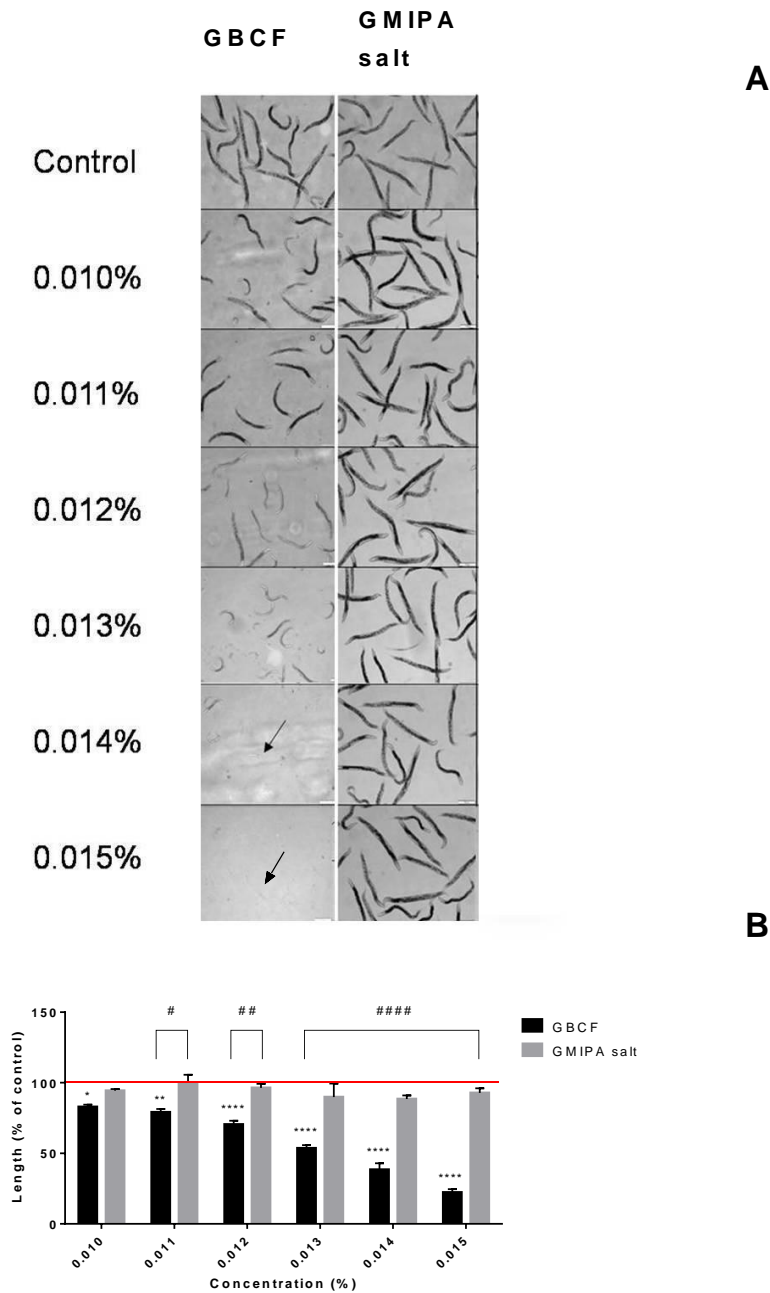 GBCF
GMIPA
salt
A
Control
0.010%
0.011%
0.012%
0.013%
0.014%
0.015%
B
150
100
50
0
Length (% of control)
#
##
####
*
**
****
****
****
****
GBCF
GMIPA salt
0.010
0.011
0.012
0.013
0.014
0.015
Concentration (%)